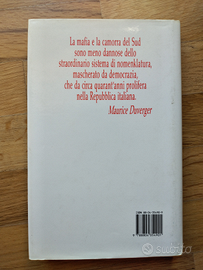 La mafia e la camorra del Sud
sono meno dannose dello
straordinario sistema di nomenklatura,
mascherato da democrazia,
che da circa quarant'anni prolifera
nella Repubblica italiana.
Maurice Duverger
subito